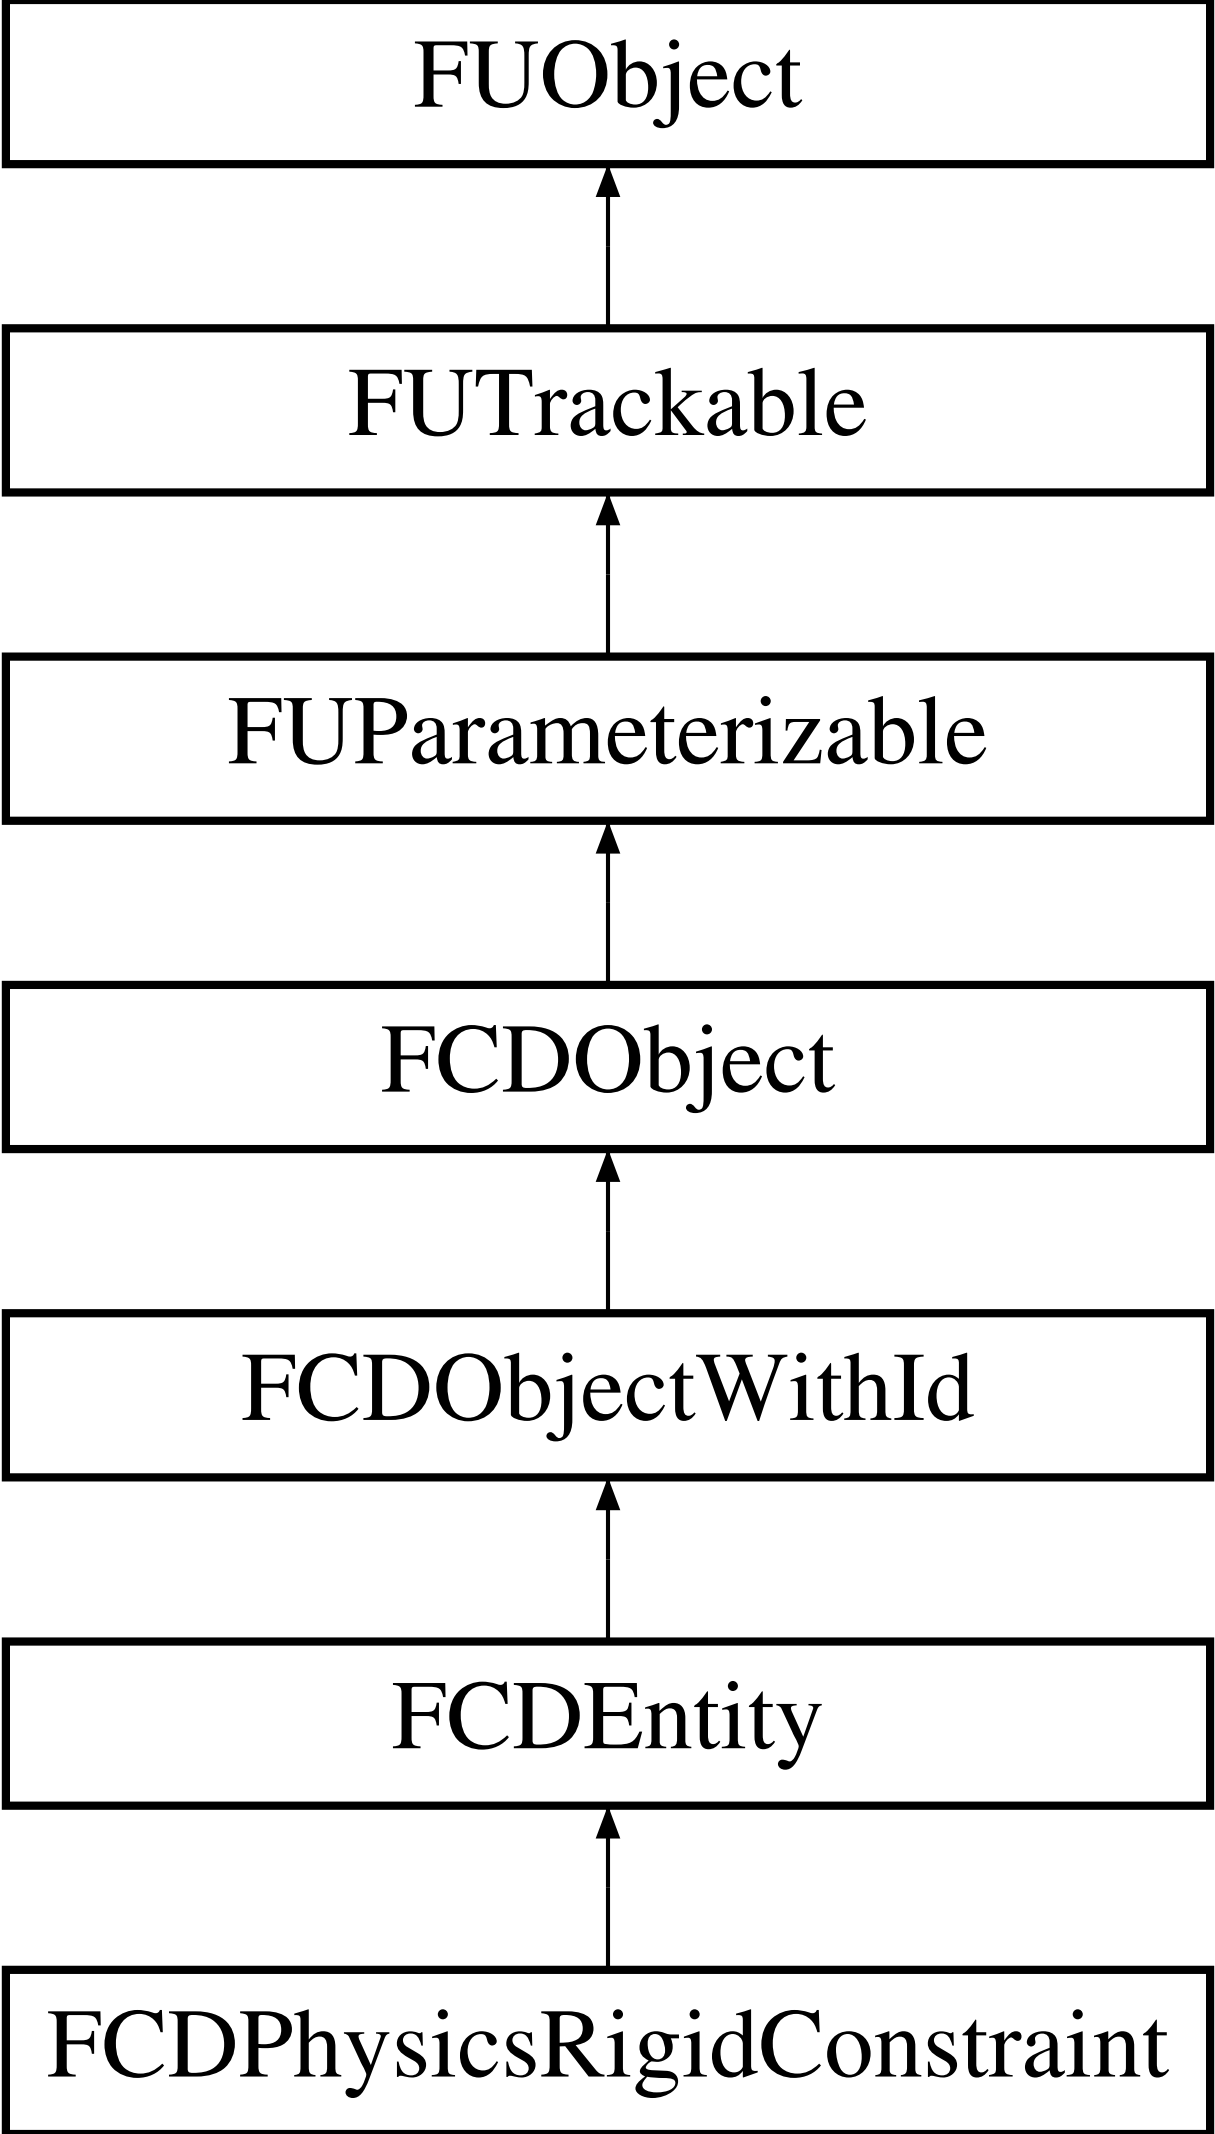 FUObject
FUTrackable
FUParameterizable
FCDObject
FCDObjectWithId
FCDEntity
FCDPhysicsRigidConstraint